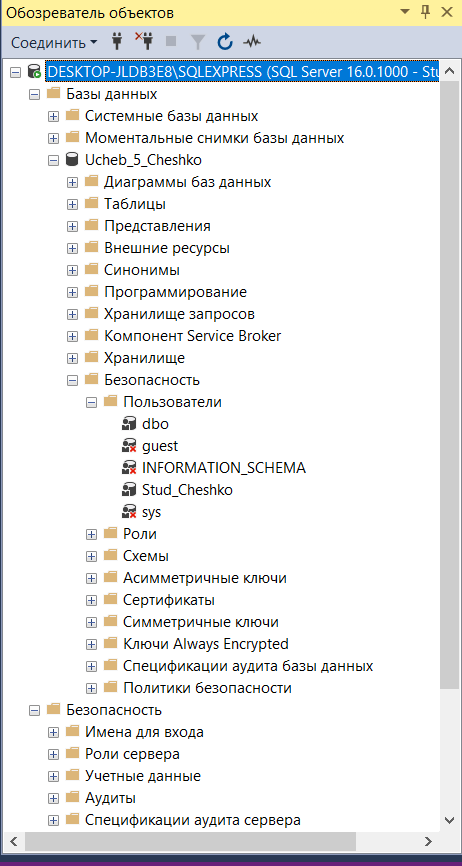 Обозреватель объектов
Соединить
DESKTOP-JLDB3E8\SQLEXPRESS (SQL Server 16.0.1000 - Stu
Базы данных
Системные базы данных
Моментальные снимки базы данных
Ucheb_5_Cheshko
Диаграммы баз данных
Таблицы
Представления
Внешние ресурсы
Синонимы
Программирование
Хранилище запросов
Компонент Service Broker
Хранилище
Безопасность
Пользователи
dbo
guest
INFORMATION_SCHEMA
Stud_Cheshko
sys
Роли
Схемы
Асимметричные ключи
Сертификаты
Симметричные ключи
Ключи Always Encrypted
Спецификации аудита базы данных
Политики безопасности
Безопасность
Имена для входа
Роли сервера
Учетные данные
Аудиты
Спецификации аудита сервера